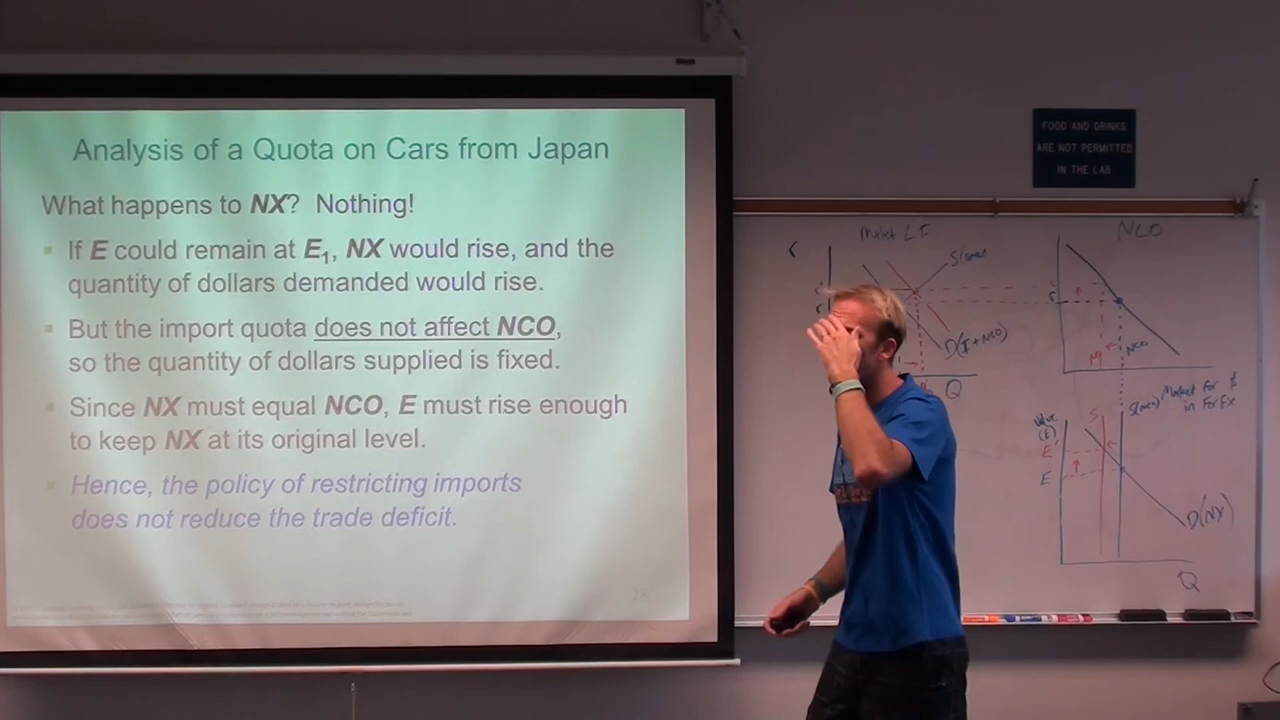 Analysis of a Quota on Cars from Japan
What happens to NX? Nothing!
If E could remain at E1, NX would rise, and the
quantity of dollars demanded would rise.
But the import quota does not affect NCO,
so the quantity of dollars supplied is fixed.
Since NX must equal NCO, E must rise enough
to keep NX at its original level.
Hence, the policy of restricting imports
does not reduce the trade deficit.
28
FOOD AND DRINKS
ARE NOT PERMITTED
IN THE LAB
Market LF
D(I+NCO)
Q
NCO
r
NCO
Market for $
in ForEx
S(NCO)
Value
(E)
S
E'
E
D(NX)
Q